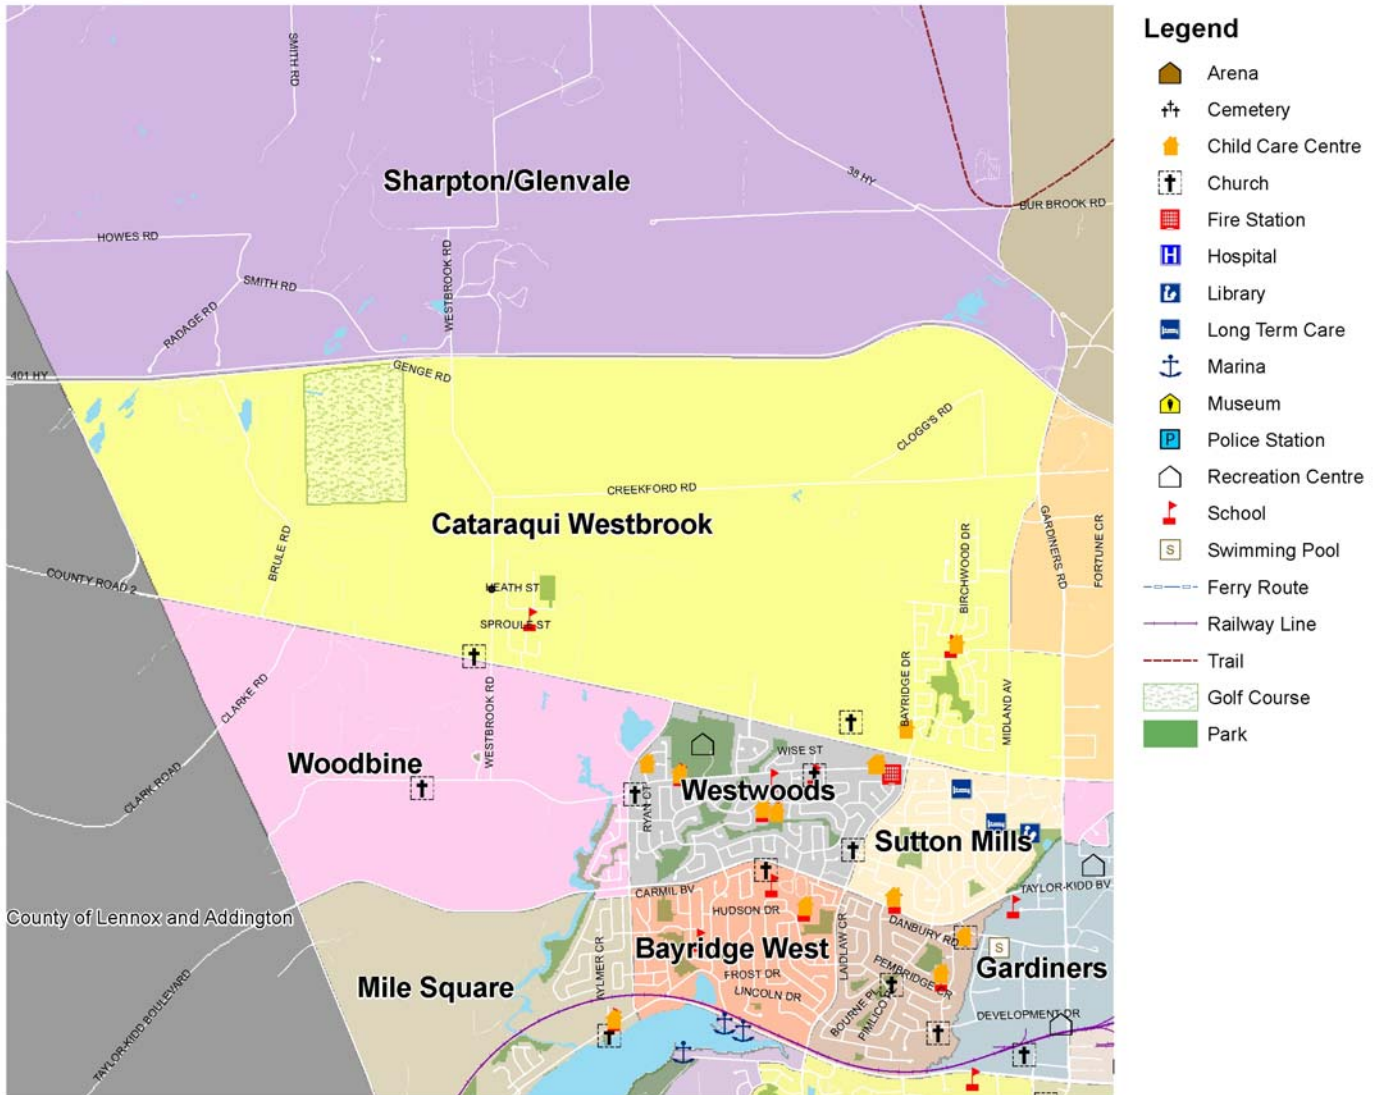 Legend
Arena
Cemetery
Child Care Centre
Church
Fire Station
Hospital
Library
Long Term Care
Marina
Museum
Police Station
Recreation Centre
School
Swimming Pool
Ferry Route
Railway Line
Trail
Golf Course
Park
H
P
S
SMITH RD
Sharpton/Glenvale
38 HY
BUR BROOK RD
HOWES RD
SMITH RD
WESTBROOK RD
RADAGE RD
401 HY
GENGE RD
CLOGG'S RD
CREEKFORD RD
Cataraqui Westbrook
GARDINERS RD
FORTUNE CR
BRULE RD
BIRCHWOOD DR
COUNTY ROAD 2
HEATH ST
SPROULE ST
CLARKE RD
WESTBROOK RD
BAYRIDGE DR
MIDLAND AV
WISE ST
Woodbine
CLARK ROAD
RYAN CT
Westwoods
Sutton Mills
CARMIL BV
TAYLOR-KIDD BV
County of Lennox and Addington
HUDSON DR
LAIDLAW CR
DANBURY RD
S
Bayridge West
AYLMER CR
PEMBRIDGE CR
Gardiners
Mile Square
FROST DR
LINCOLN DR
BOURNE PL
DEVELOPMENT DR
TAYLOR-KIDD BOULEVARD